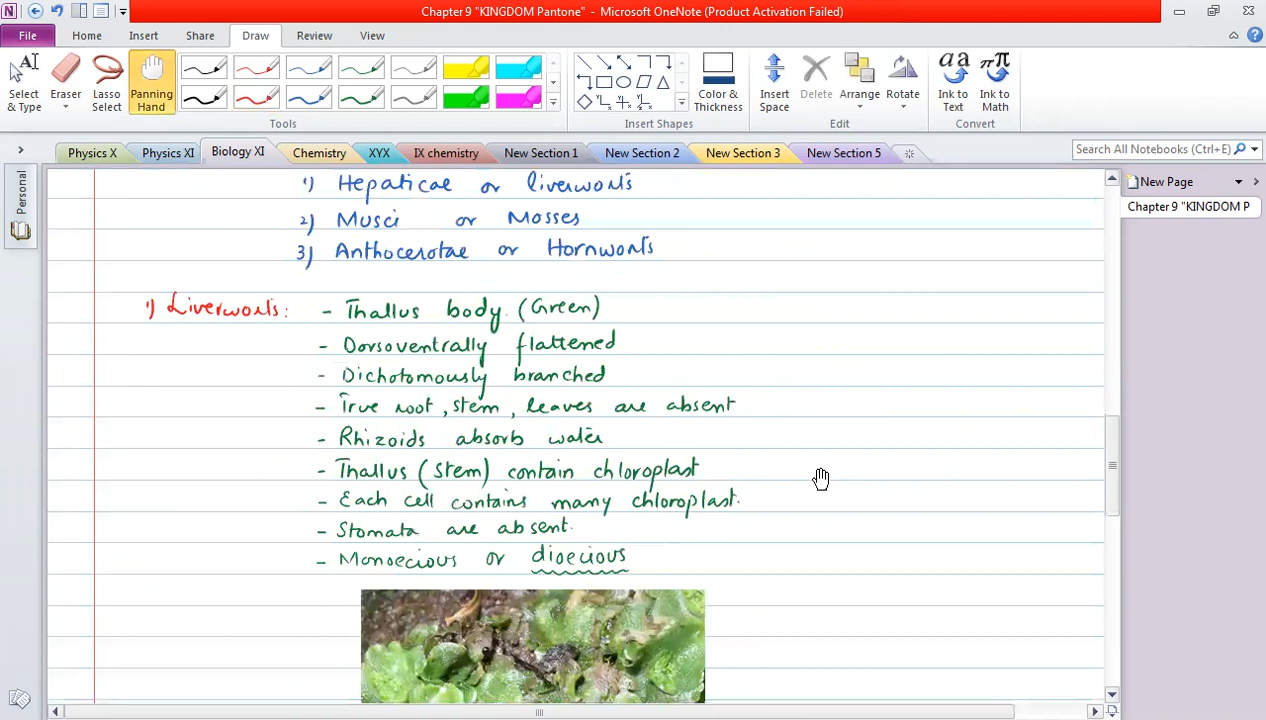 Chapter 9 "KINGDOM Pantone" - Microsoft OneNote (Product Activation Failed)
File Home Insert Share Draw Review View
Select & Type
Eraser
Lasso Select
Panning Hand
Color & Thickness
Insert Space
Delete
Arrange
Rotate
Ink to Text
Ink to Math
Tools Insert Shapes Edit Convert
Physics X Physics XI Biology XI Chemistry XYX IX chemistry New Section 1 New Section 2 New Section 3 New Section 5
Search All Notebooks (Ctrl+E)
Personal
New Page
Chapter 9 "KINGDOM P
1) Hepaticae or liverworts
2) Musci or Mosses
3) Anthocerotae or Hornworts
1) Liverworts: - Thallus body. (Green)
- Dorsoventrally flattened
- Dichotomously branched
- True root, stem, leaves are absent
- Rhizoids absorb water
- Thallus (Stem) contain chloroplast
- Each cell contains many chloroplast.
- Stomata are absent.
- Monoecious or dioecious